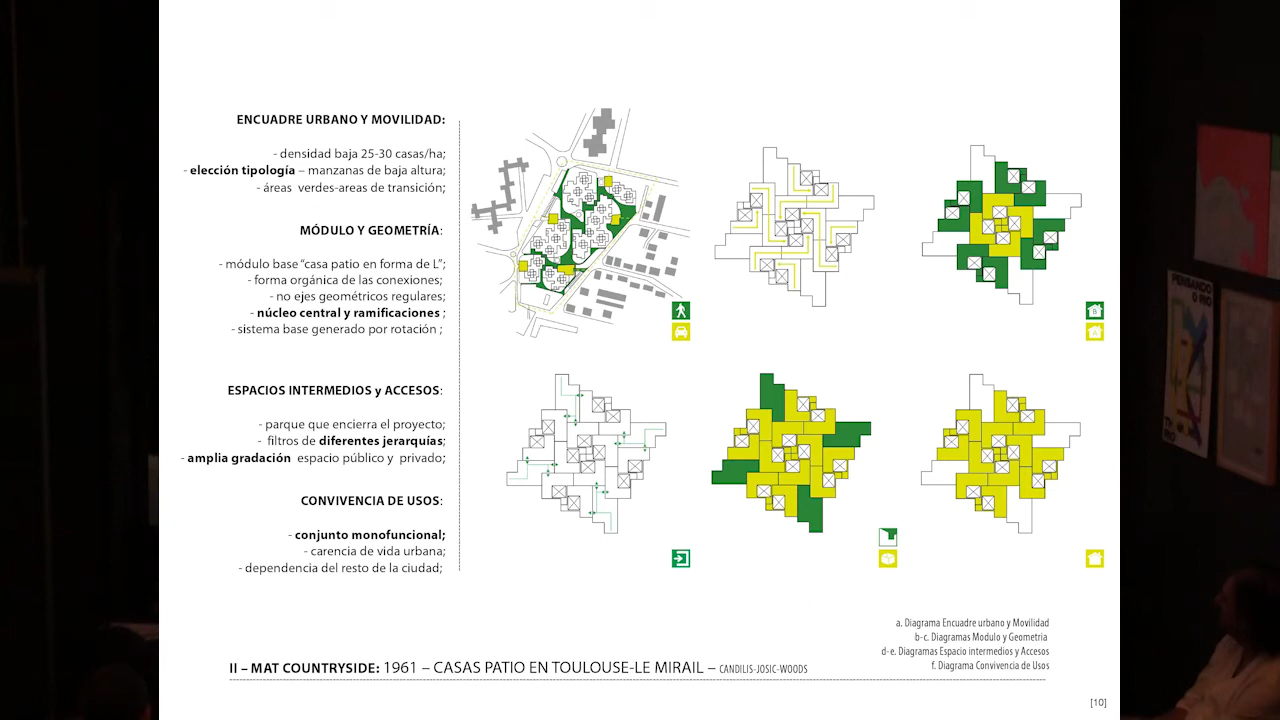 ENCUADRE URBANO Y MOVILIDAD:
- densidad baja 25-30 casas/ha;
- elección tipología – manzanas de baja altura;
- áreas verdes-areas de transición;
MÓDULO Y GEOMETRÍA:
- módulo base “casa patio en forma de L”;
- forma orgánica de las conexiones;
- no ejes geométricos regulares;
- núcleo central y ramificaciones ;
- sistema base generado por rotación ;
ESPACIOS INTERMEDIOS y ACCESOS:
- parque que encierra el proyecto;
- filtros de diferentes jerarquías;
- amplia gradación espacio público y privado;
CONVIVENCIA DE USOS:
- conjunto monofuncional;
- carencia de vida urbana;
- dependencia del resto de la ciudad;
B
A
a. Diagrama Encuadre urbano y Movilidad
b-c. Diagramas Modulo y Geometria
d-e. Diagramas Espacio intermedios y Accesos
f. Diagrama Convivencia de Usos
II – MAT COUNTRYSIDE: 1961 – CASAS PATIO EN TOULOUSE-LE MIRAIL – CANDILIS-JOSIC-WOODS
[10]
PENSANDO